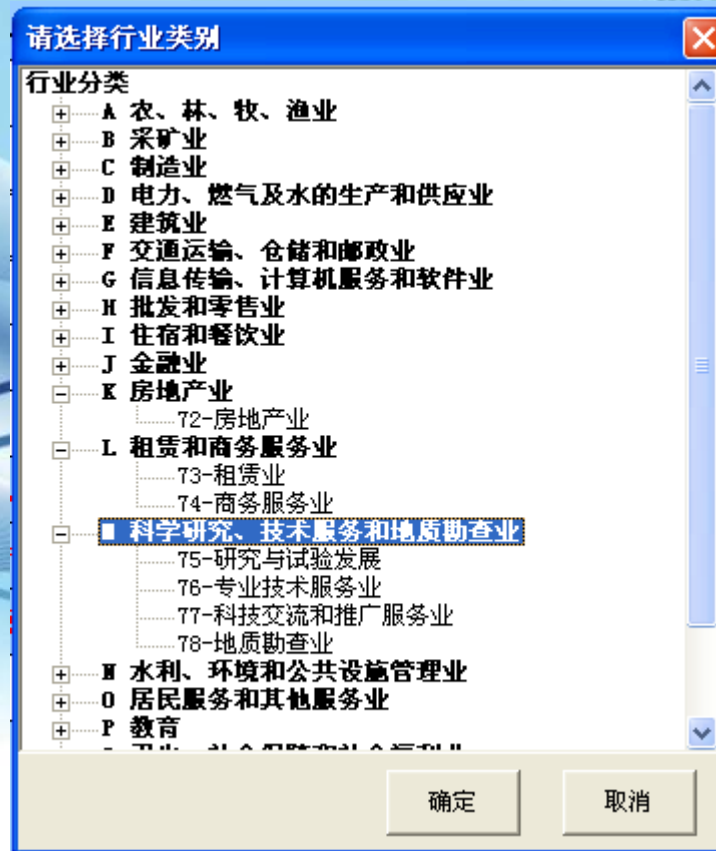 请选择行业类别
行业分类
A 农、林、牧、渔业
B 采矿业
C 制造业
D 电力、燃气及水的生产和供应业
E 建筑业
F 交通运输、仓储和邮政业
G 信息传输、计算机服务和软件业
H 批发和零售业
I 住宿和餐饮业
J 金融业
K 房地产业
72-房地产业
L 租赁和商务服务业
73-租赁业
74-商务服务业
M 科学研究、技术服务和地质勘查业
75-研究与试验发展
76-专业技术服务业
77-科技交流和推广服务业
78-地质勘查业
N 水利、环境和公共设施管理业
O 居民服务和其他服务业
P 教育
确定 取消